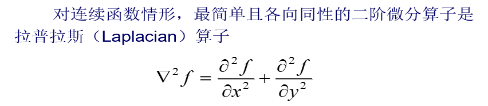 对连续函数情形，最简单且各向同性的二阶微分算子是
拉普拉斯（Laplacian）算子
∇²f = ∂²f/∂x² + ∂²f/∂y²